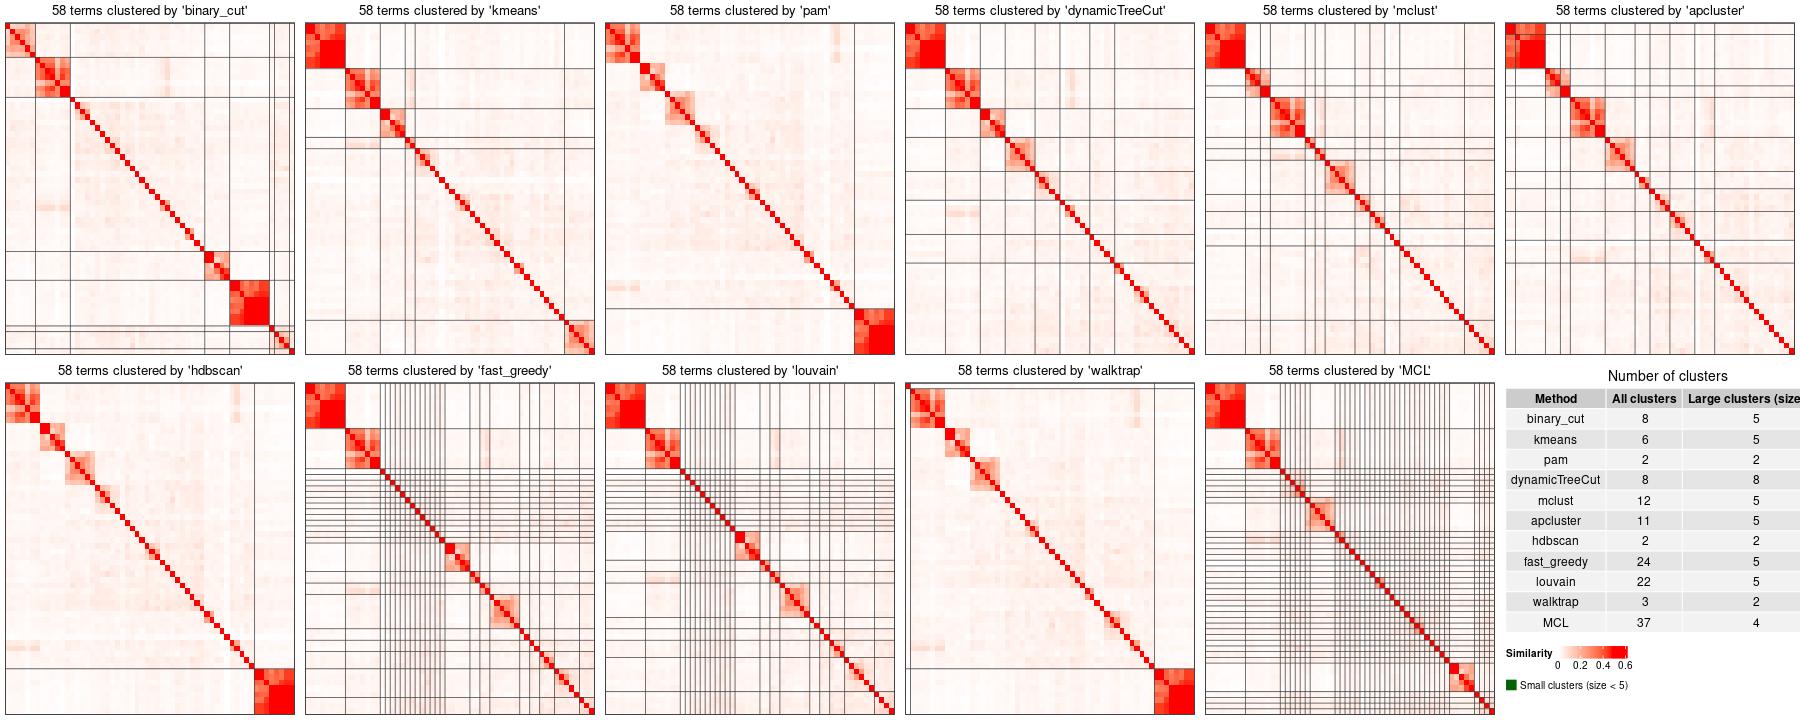 58 terms clustered by 'binary_cut'
58 terms clustered by 'kmeans'
58 terms clustered by 'pam'
58 terms clustered by 'dynamicTreeCut'
58 terms clustered by 'mclust'
58 terms clustered by 'apcluster'
58 terms clustered by 'hdbscan'
58 terms clustered by 'fast_greedy'
58 terms clustered by 'louvain'
58 terms clustered by 'walktrap'
58 terms clustered by 'MCL'
Number of clusters
Method All clusters Large clusters (size
binary_cut 8 5
kmeans 6 5
pam 2 2
dynamicTreeCut 8 8
mclust 12 5
apcluster 11 5
hdbscan 2 2
fast_greedy 24 5
louvain 22 5
walktrap 3 2
MCL 37 4
Similarity
0 0.2 0.4 0.6
Small clusters (size < 5)